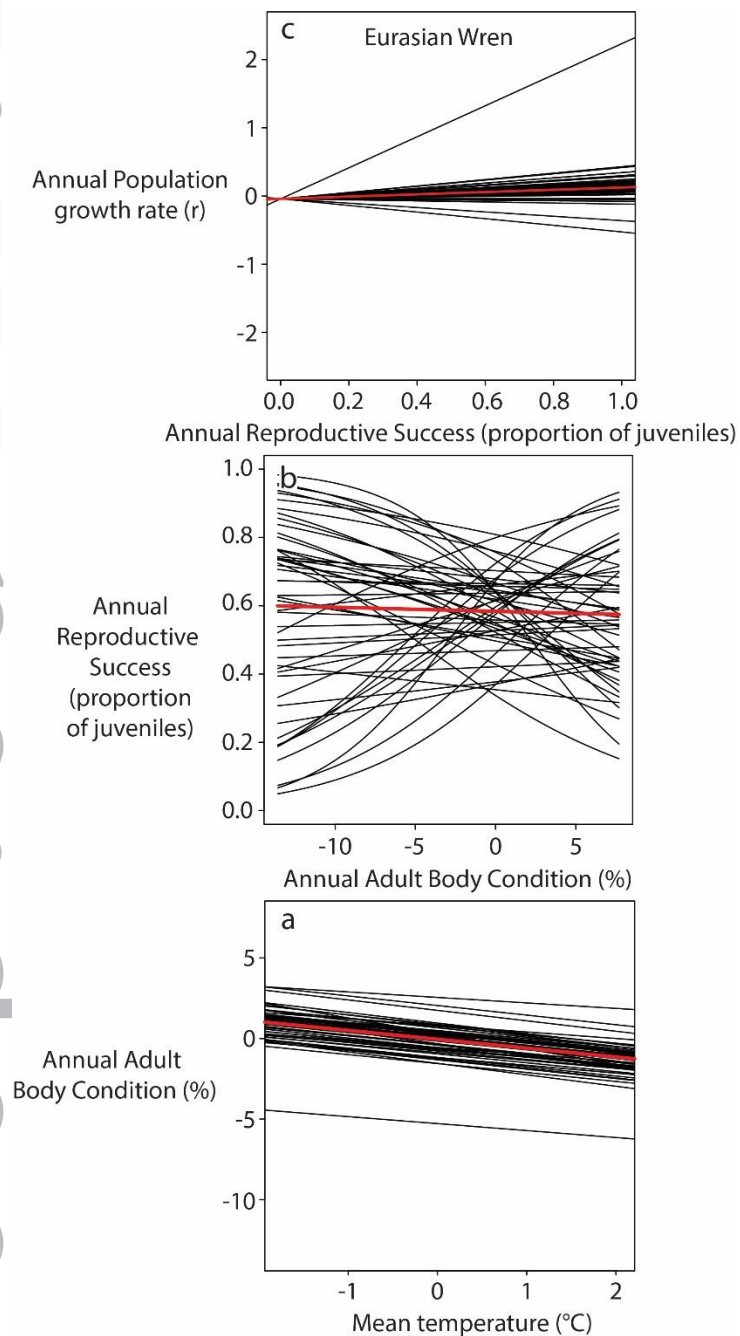 c
Eurasian Wren
2
1
0
-1
-2
Annual Population
growth rate (r)
0.0 0.2 0.4 0.6 0.8 1.0
Annual Reproductive Success (proportion of juveniles)
b
1.0
0.8
0.6
0.4
0.2
0.0
Annual
Reproductive
Success
(proportion
of juveniles)
-10 -5 0 5
Annual Adult Body Condition (%)
a
5
0
-5
-10
Annual Adult
Body Condition (%)
-1 0 1 2
Mean temperature (°C)